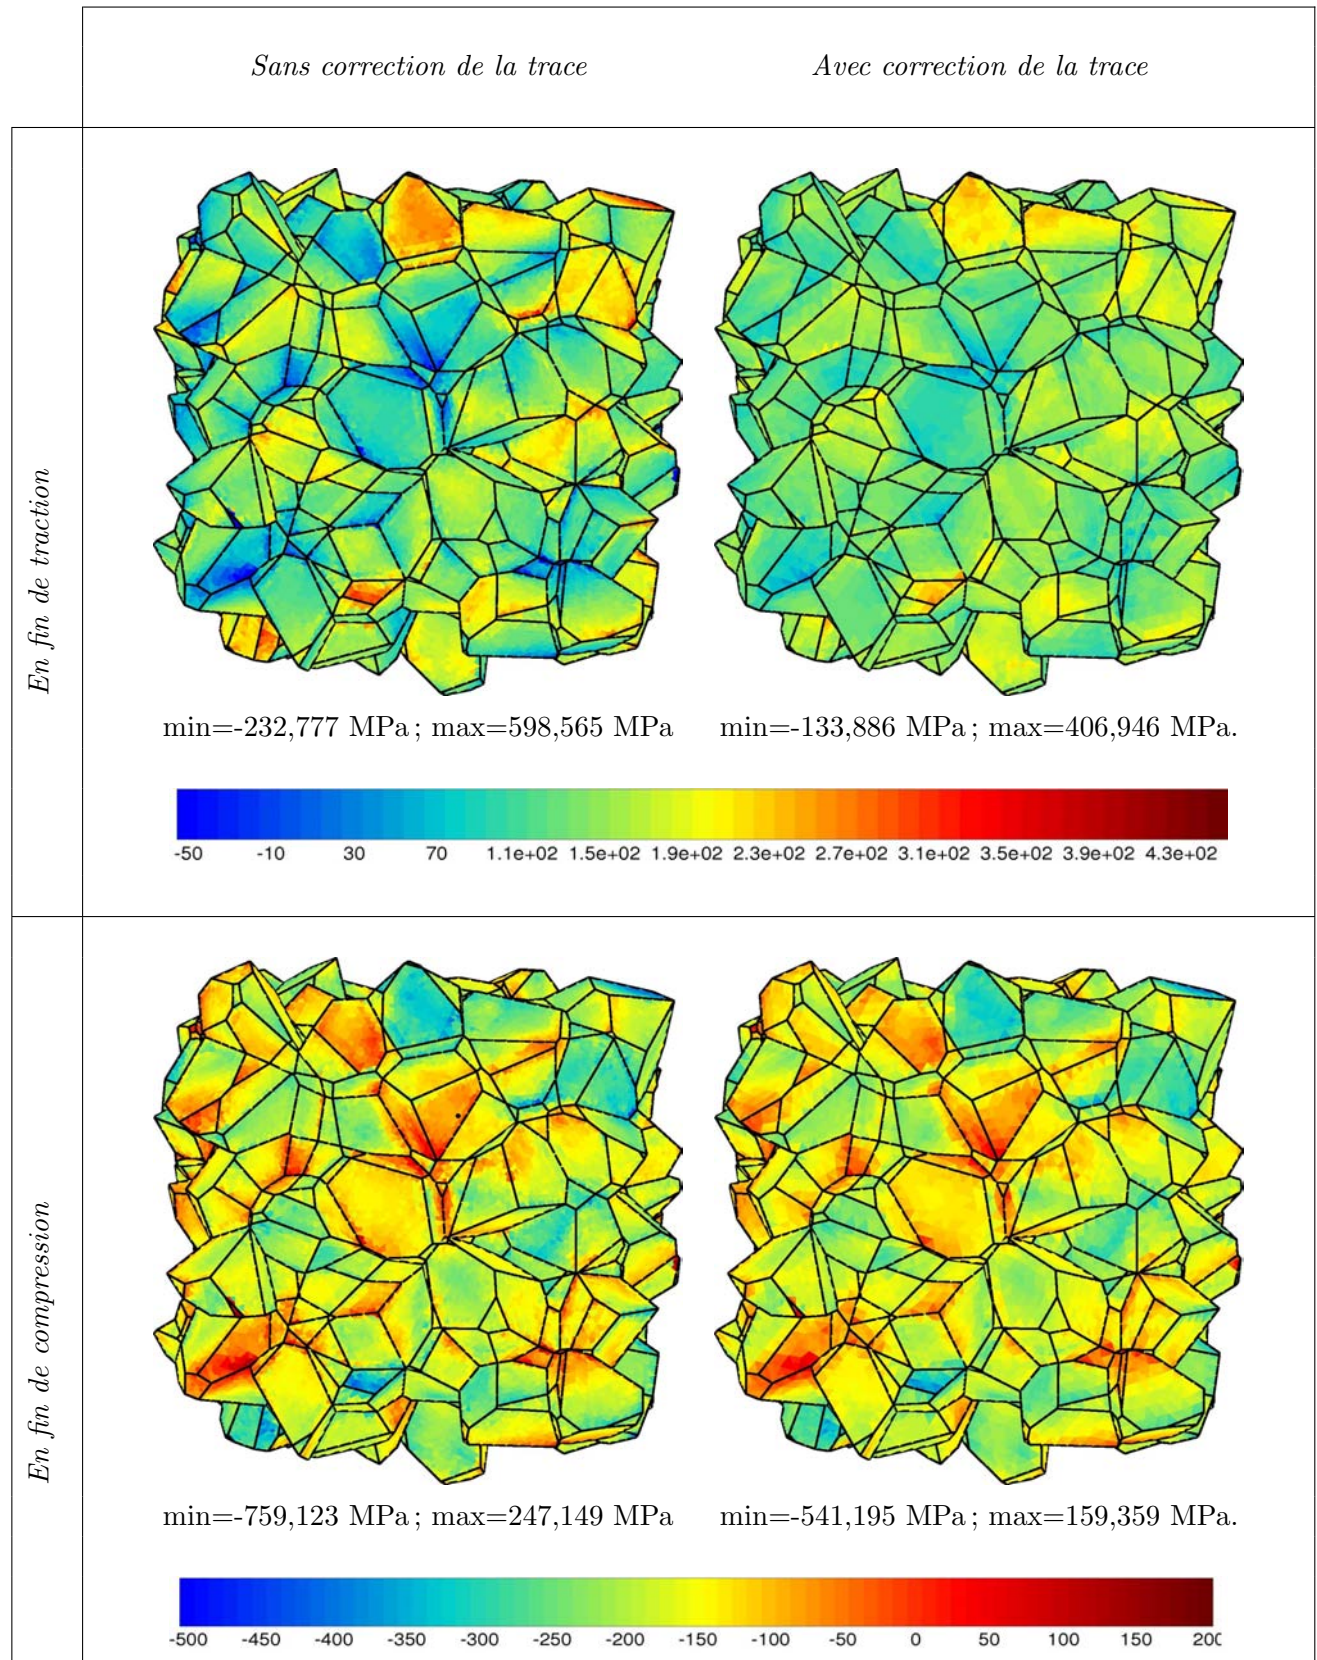 Sans correction de la trace
Avec correction de la trace
En fin de traction
min=-232,777 MPa ; max=598,565 MPa
min=-133,886 MPa ; max=406,946 MPa.
-50 -10 30 70 1.1e+02 1.5e+02 1.9e+02 2.3e+02 2.7e+02 3.1e+02 3.5e+02 3.9e+02 4.3e+02
En fin de compression
min=-759,123 MPa ; max=247,149 MPa
min=-541,195 MPa ; max=159,359 MPa.
-500 -450 -400 -350 -300 -250 -200 -150 -100 -50 0 50 100 150 200